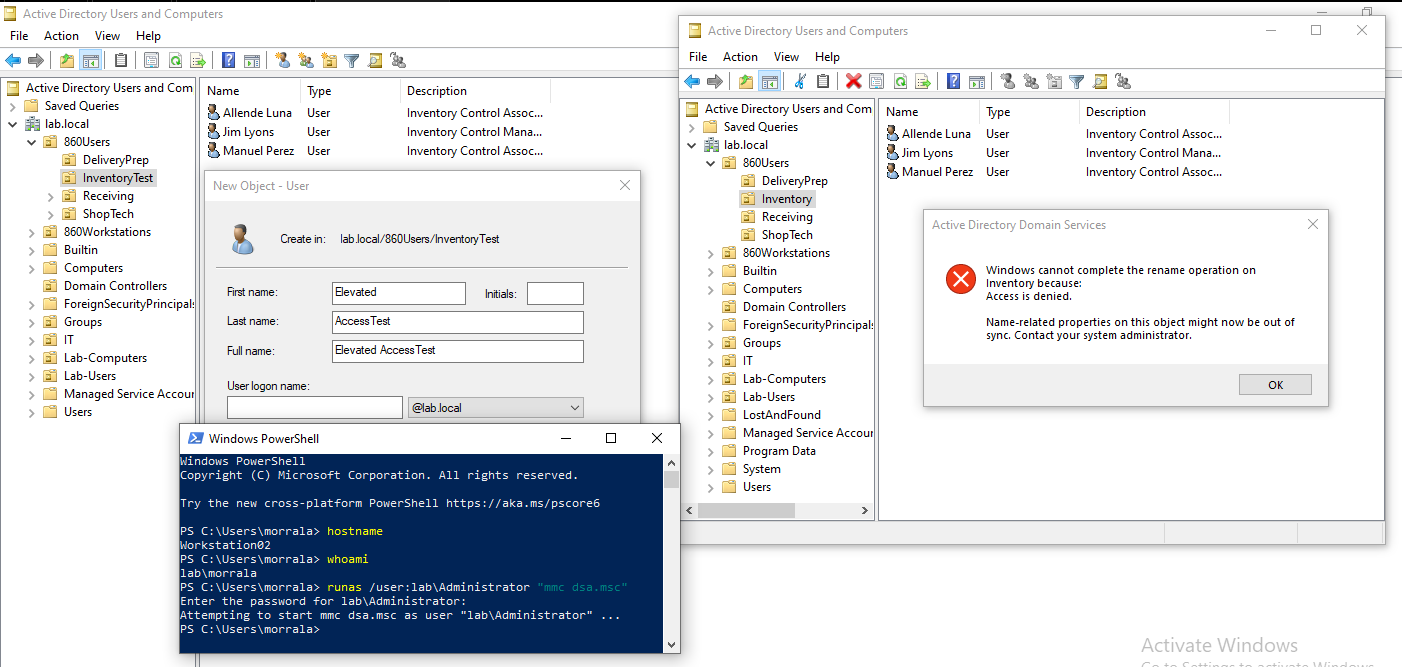 Active Directory Users and Computers
File Action View Help
Active Directory Users and Com
Saved Queries
lab.local
860Users
DeliveryPrep
InventoryTest
Receiving
ShopTech
860Workstations
Builtin
Computers
Domain Controllers
ForeignSecurityPrincipals
Groups
IT
Lab-Computers
Lab-Users
Managed Service Accour
Users
Name Type Description
Allende Luna User Inventory Control Assoc...
Jim Lyons User Inventory Control Mana...
Manuel Perez User Inventory Control Assoc...
New Object - User
Create in: lab.local/860Users/InventoryTest
First name: Elevated Initials:
Last name: AccessTest
Full name: Elevated AccessTest
User logon name:
@lab.local
Windows PowerShell
Windows PowerShell
Copyright (C) Microsoft Corporation. All rights reserved.
Try the new cross-platform PowerShell https://aka.ms/pscore6
PS C:\Users\morrala> hostname
Workstation02
PS C:\Users\morrala> whoami
lab\morrala
PS C:\Users\morrala> runas /user:lab\Administrator "mmc dsa.msc"
Enter the password for lab\Administrator:
Attempting to start mmc dsa.msc as user "lab\Administrator" ...
PS C:\Users\morrala>
Active Directory Users and Computers
File Action View Help
Active Directory Users and Com
Saved Queries
lab.local
860Users
DeliveryPrep
Inventory
Receiving
ShopTech
860Workstations
Builtin
Computers
Domain Controllers
ForeignSecurityPrincipals
Groups
IT
Lab-Computers
Lab-Users
LostAndFound
Managed Service Accour
Program Data
System
Users
Name Type Description
Allende Luna User Inventory Control Assoc...
Jim Lyons User Inventory Control Mana...
Manuel Perez User Inventory Control Assoc...
Active Directory Domain Services
Windows cannot complete the rename operation on
Inventory because:
Access is denied.
Name-related properties on this object might now be out of
sync. Contact your system administrator.
OK
Activate Windows
Go to Settings to activate Windows.